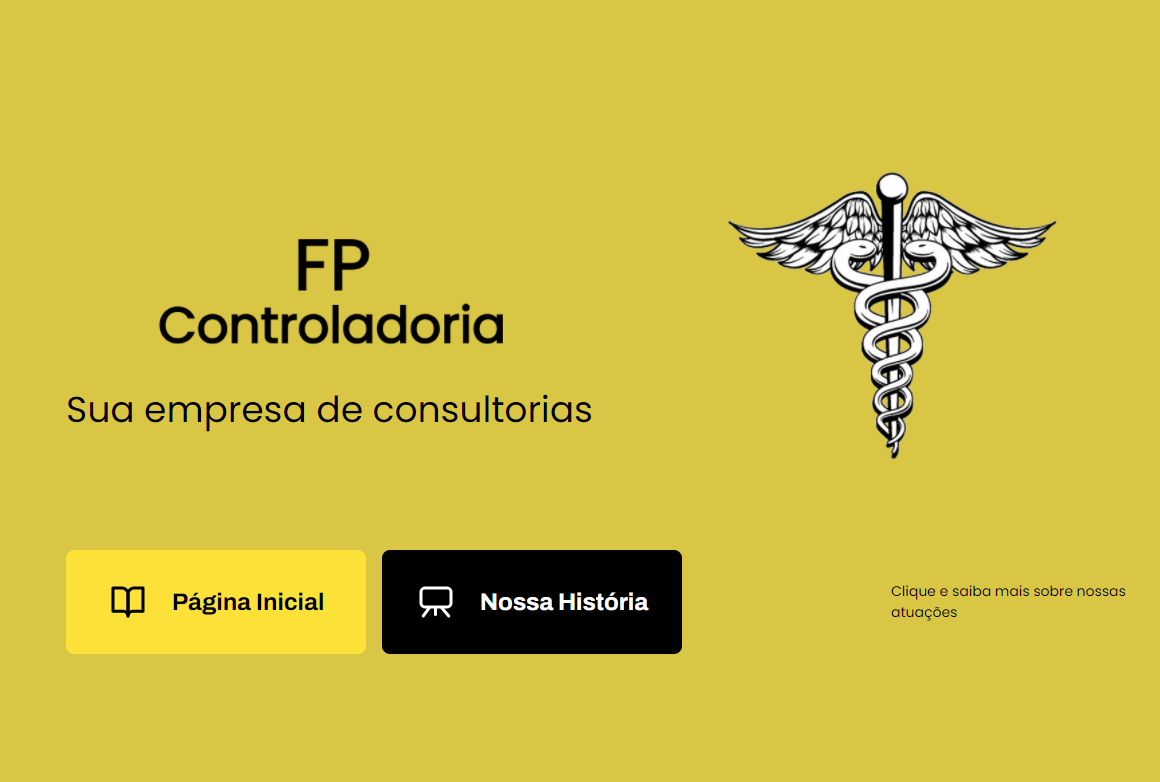 FP
Controladoria
Sua empresa de consultorias
Página Inicial
Nossa História
Clique e saiba mais sobre nossas
atuações